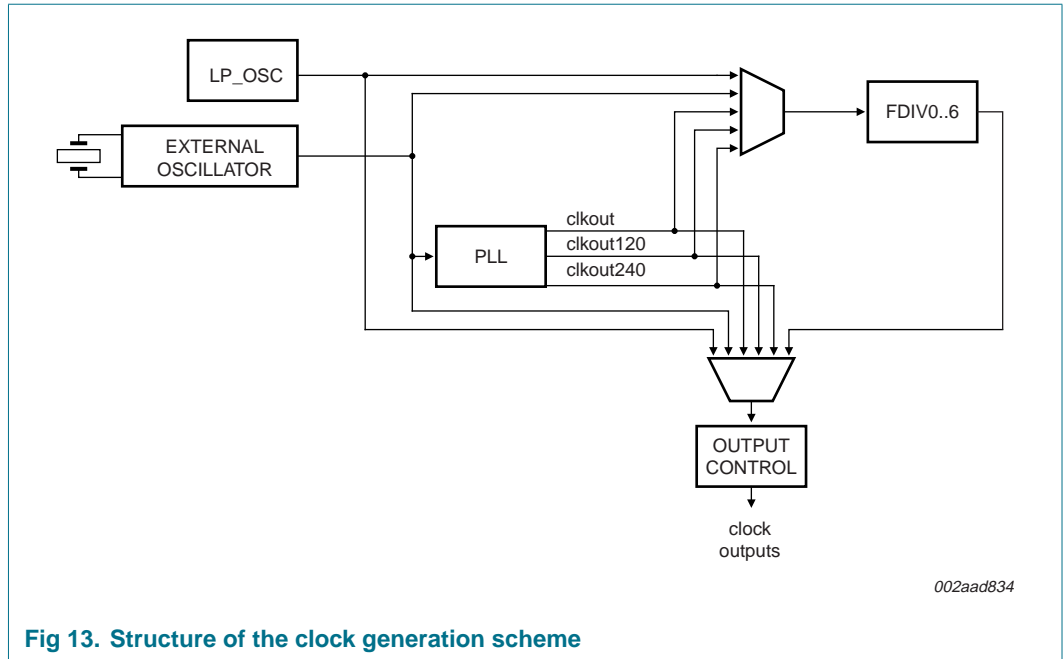 LP_OSC
EXTERNAL
OSCILLATOR
FDIV0..6
PLL
clkout
clkout120
clkout240
OUTPUT
CONTROL
clock
outputs
002aad834
Fig 13. Structure of the clock generation scheme